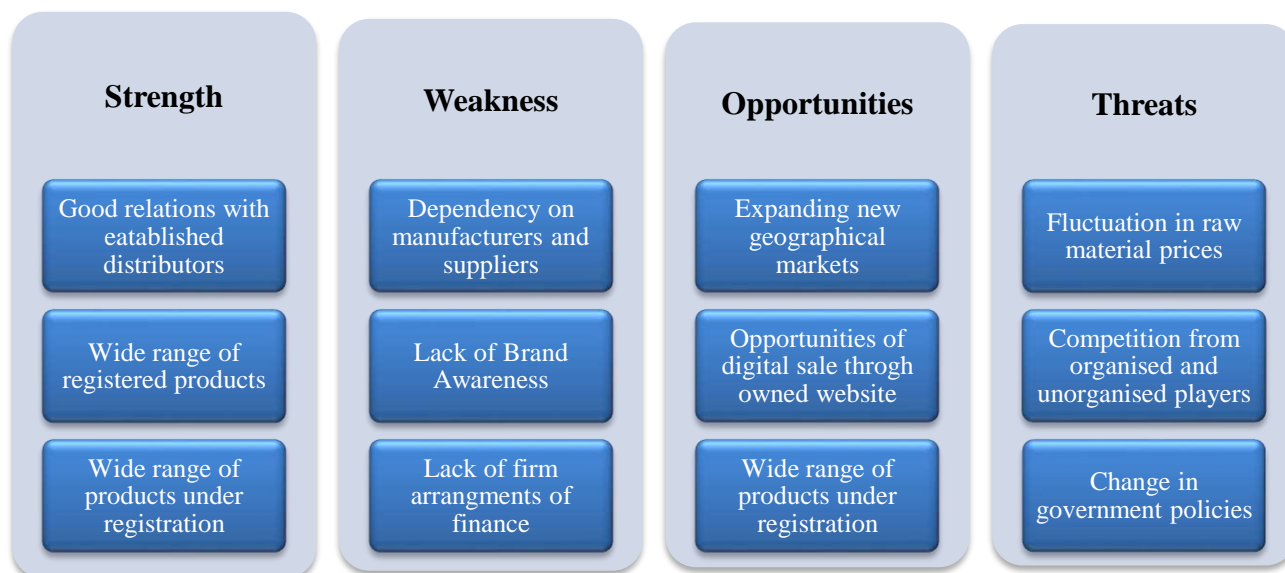 Strength
Good relations with
eatablished
distributors
Wide range of
registered products
Wide range of
products under
registration
Weakness
Dependency on
manufacturers and
suppliers
Lack of Brand
Awareness
Lack of firm
arrangments of
finance
Opportunities
Expanding new
geographical
markets
Opportunities of
digital sale throgh
owned website
Wide range of
products under
registration
Threats
Fluctuation in raw
material prices
Competition from
organised and
unorganised players
Change in
government policies